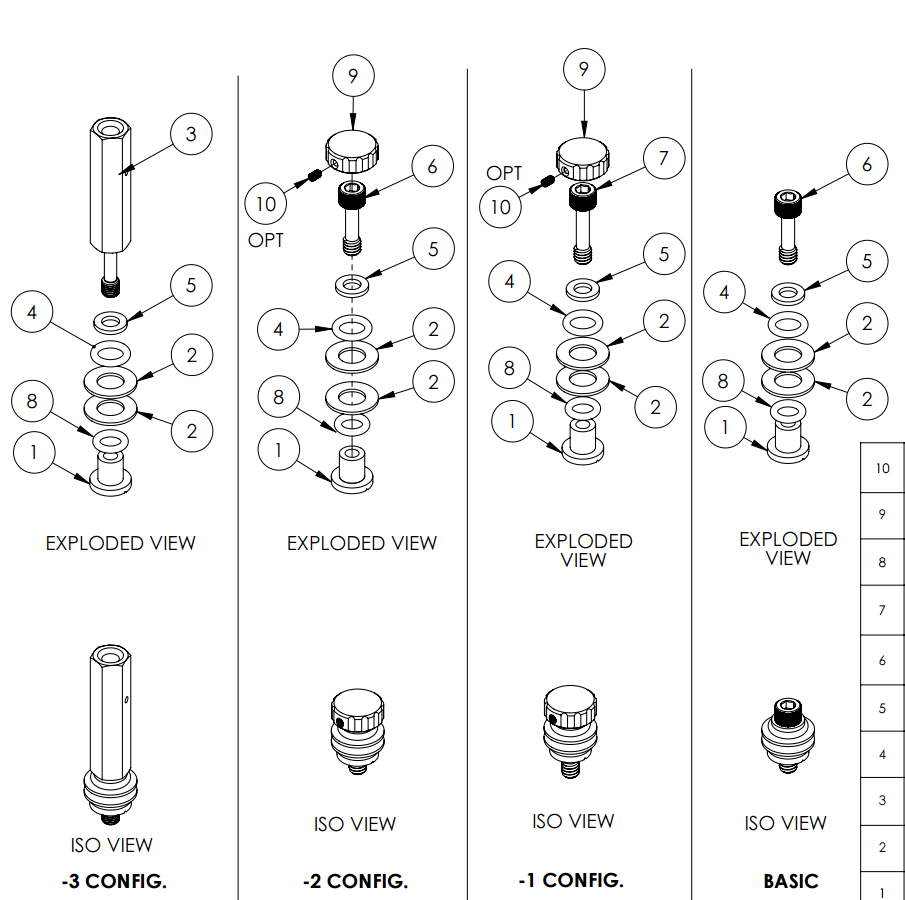 3
5
4
2
8
2
1
EXPLODED VIEW
ISO VIEW
-3 CONFIG.
9
6
10
OPT
5
4
2
2
8
1
EXPLODED VIEW
ISO VIEW
-2 CONFIG.
9
7
OPT
10
5
4
2
8
2
1
EXPLODED
VIEW
ISO VIEW
-1 CONFIG.
6
5
4
2
8
2
1
EXPLODED
VIEW
ISO VIEW
BASIC
10
9
8
7
6
5
4
3
2
1